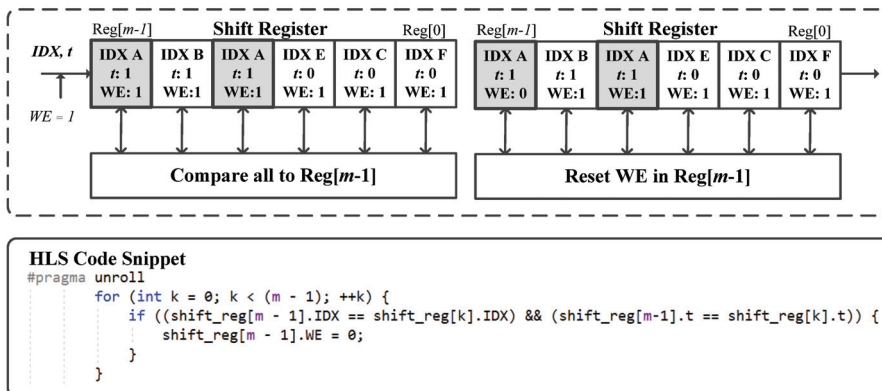 Reg[m-1] Shift Register Reg[0] Reg[m-1] Shift Register Reg[0]
IDX, t IDX A IDX B IDX A IDX E IDX C IDX F IDX A IDX B IDX A IDX E IDX C IDX F
t: 1 t: 1 t: 1 t: 0 t: 0 t: 0 t: 1 t: 1 t: 1 t: 0 t: 0 t: 0
WE: 1 WE:1 WE:1 WE: 1 WE: 1 WE: 1 WE: 0 WE:1 WE:1 WE: 1 WE: 1 WE: 1
WE = 1
Compare all to Reg[m-1] Reset WE in Reg[m-1]
HLS Code Snippet
#pragma unroll
for (int k = 0; k < (m - 1); ++k) {
if ((shift_reg[m - 1].IDX == shift_reg[k].IDX) && (shift_reg[m-1].t == shift_reg[k].t)) {
shift_reg[m - 1].WE = 0;
}
}